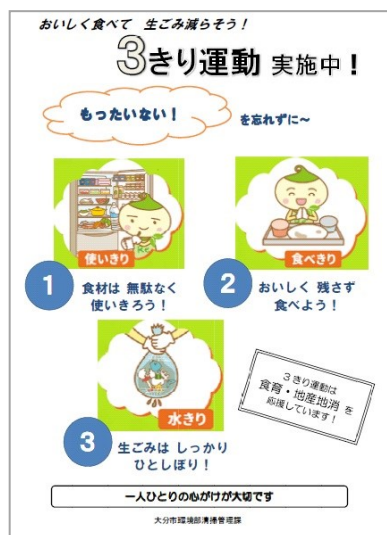 おいしく食べて 生ごみ減らそう！
3きり運動 実施中！
もったいない！
を忘れずに～
使いきり
食べきり
1
食材は 無駄なく
使いきろう！
2
おいしく 残さず
食べよう！
水きり
3
生ごみは しっかり
ひとしぼり！
３きり運動は
食育・地産地消 を
応援しています！
一人ひとりの心がけが大切です
大分市環境部清掃管理課